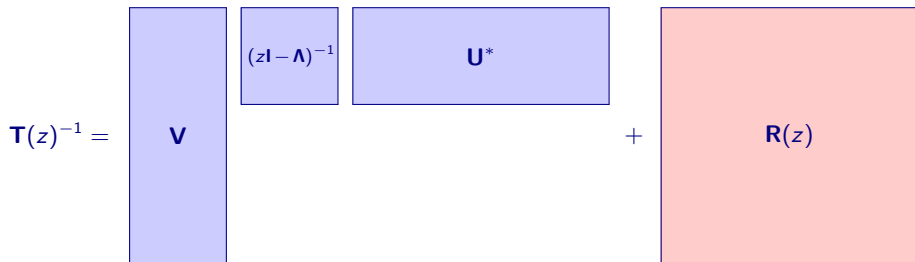 (zI − Λ)⁻¹ U*
T(z)⁻¹ = V + R(z)